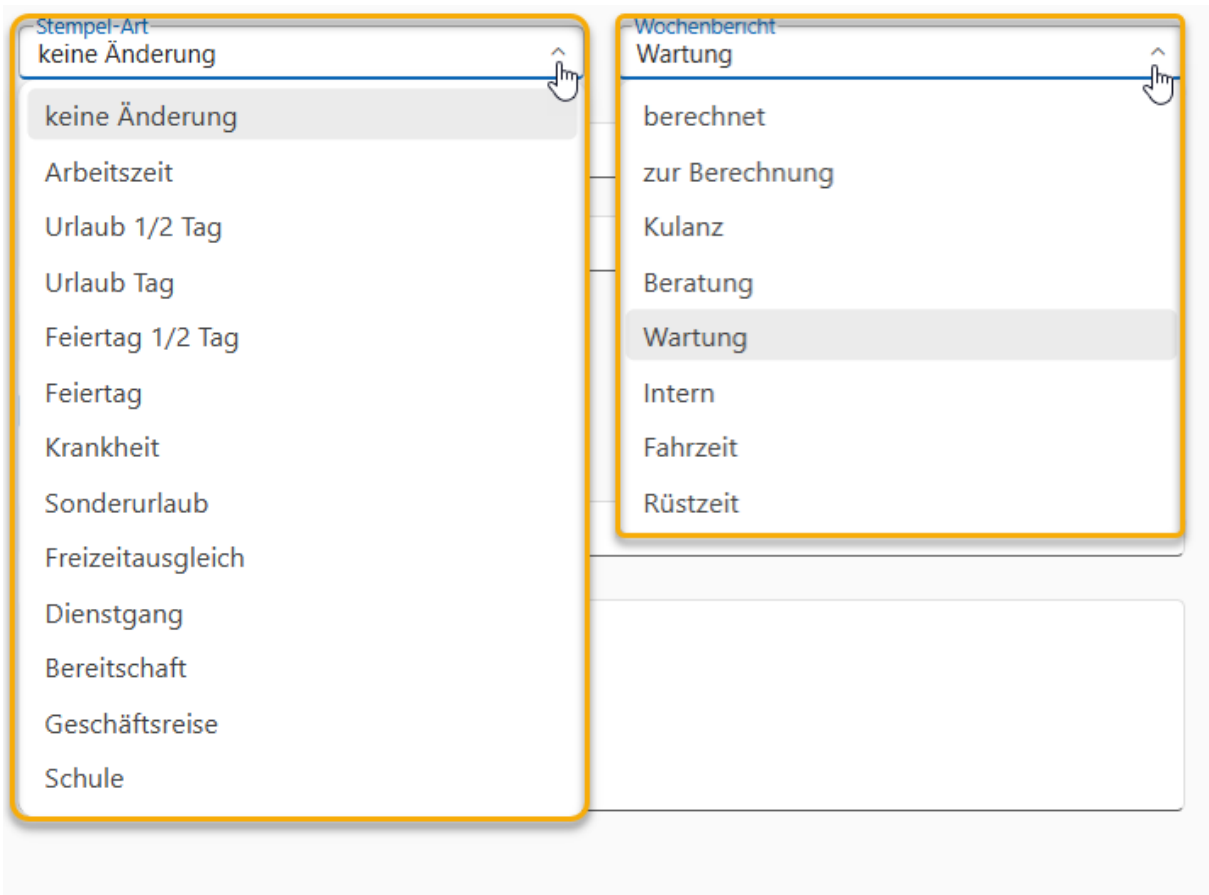 Stempel-Art
keine Änderung
keine Änderung
Arbeitszeit
Urlaub 1/2 Tag
Urlaub Tag
Feiertag 1/2 Tag
Feiertag
Krankheit
Sonderurlaub
Freizeitausgleich
Dienstgang
Bereitschaft
Geschäftsreise
Schule
Wochenbericht
Wartung
berechnet
zur Berechnung
Kulanz
Beratung
Wartung
Intern
Fahrzeit
Rüstzeit